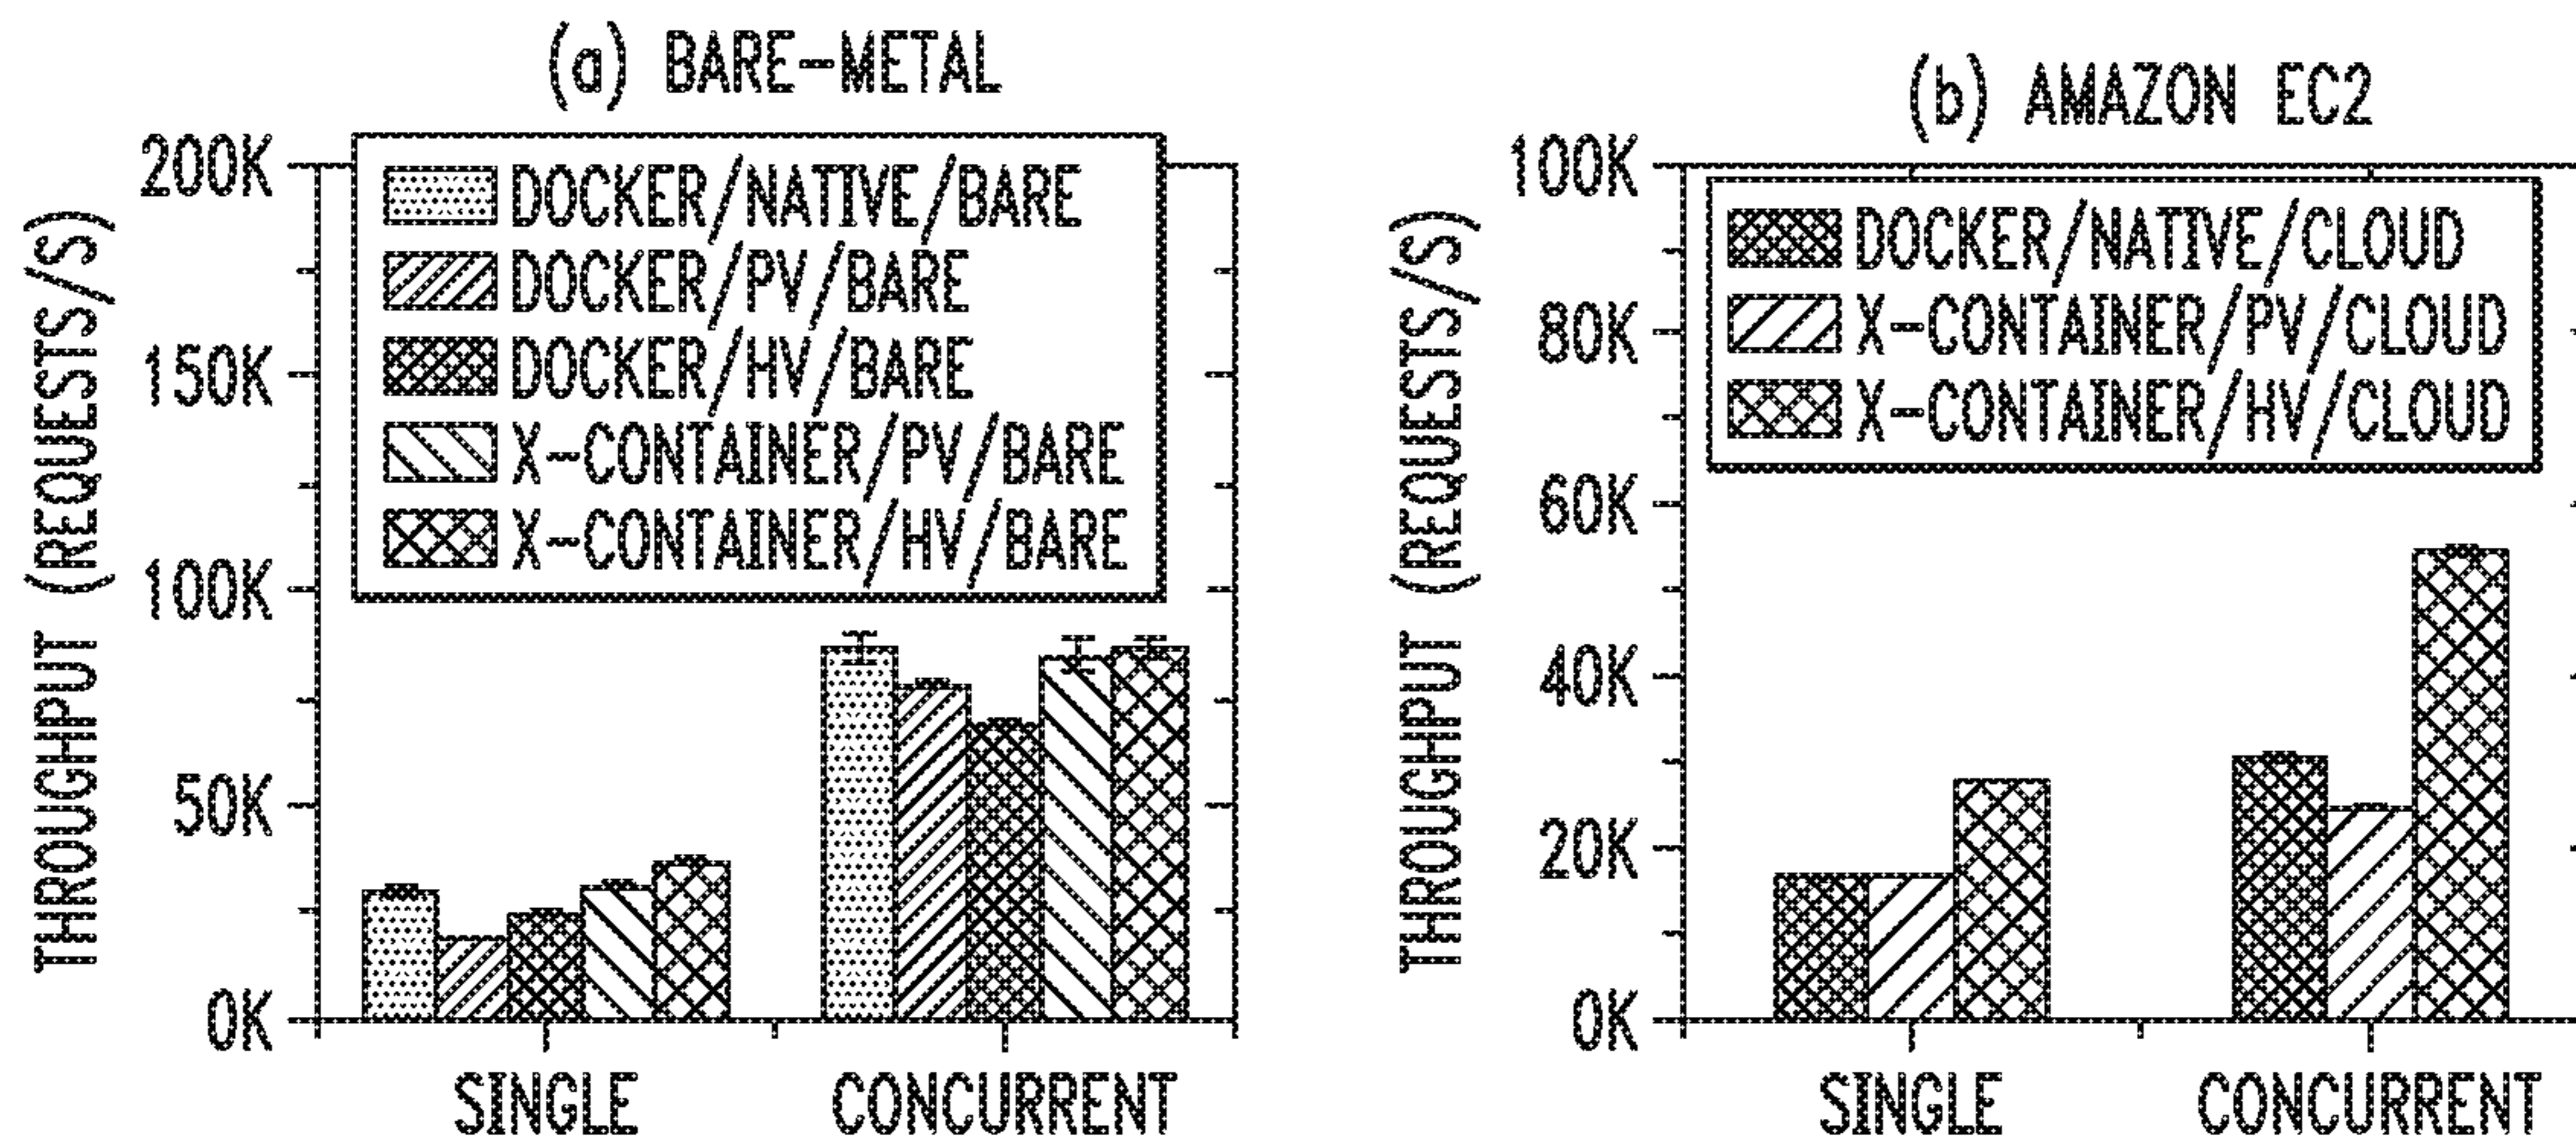 (a) BARE-METAL
THROUGHPUT (REQUESTS/S)
200K
150K
100K
50K
0K
DOCKER/NATIVE/BARE
DOCKER/PV/BARE
DOCKER/HV/BARE
X-CONTAINER/PV/BARE
X-CONTAINER/HV/BARE
SINGLE
CONCURRENT
(b) AMAZON EC2
THROUGHPUT (REQUESTS/S)
100K
80K
60K
40K
20K
0K
DOCKER/NATIVE/CLOUD
X-CONTAINER/PV/CLOUD
X-CONTAINER/HV/CLOUD
SINGLE
CONCURRENT